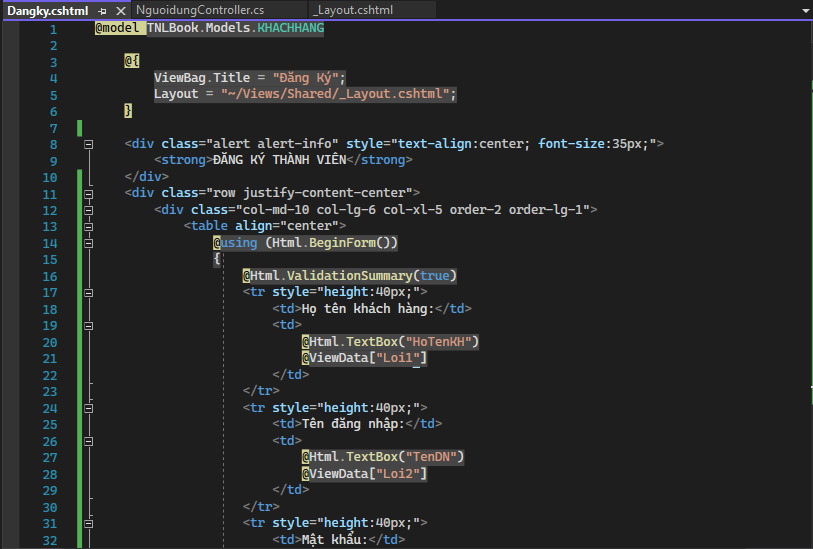 Dangky.cshtml NguoidungController.cs _Layout.cshtml
1 @model TNLBook.Models.KHACHHANG
2
3 @{
4 ViewBag.Title = "Đăng Ký";
5 Layout = "~/Views/Shared/_Layout.cshtml";
6 }
7
8 <div class="alert alert-info" style="text-align:center; font-size:35px;">
9 <strong>ĐĂNG KÝ THÀNH VIÊN</strong>
10 </div>
11 <div class="row justify-content-center">
12 <div class="col-md-10 col-lg-6 col-xl-5 order-2 order-lg-1">
13 <table align="center">
14 @using (Html.BeginForm())
15 {
16 @Html.ValidationSummary(true)
17 <tr style="height:40px;">
18 <td>Họ tên khách hàng:</td>
19 <td>
20 @Html.TextBox("HoTenKH")
21 @ViewData["Loi1"]
22 </td>
23 </tr>
24 <tr style="height:40px;">
25 <td>Tên đăng nhập:</td>
26 <td>
27 @Html.TextBox("TenDN")
28 @ViewData["Loi2"]
29 </td>
30 </tr>
31 <tr style="height:40px;">
32 <td>Mật khẩu:</td>